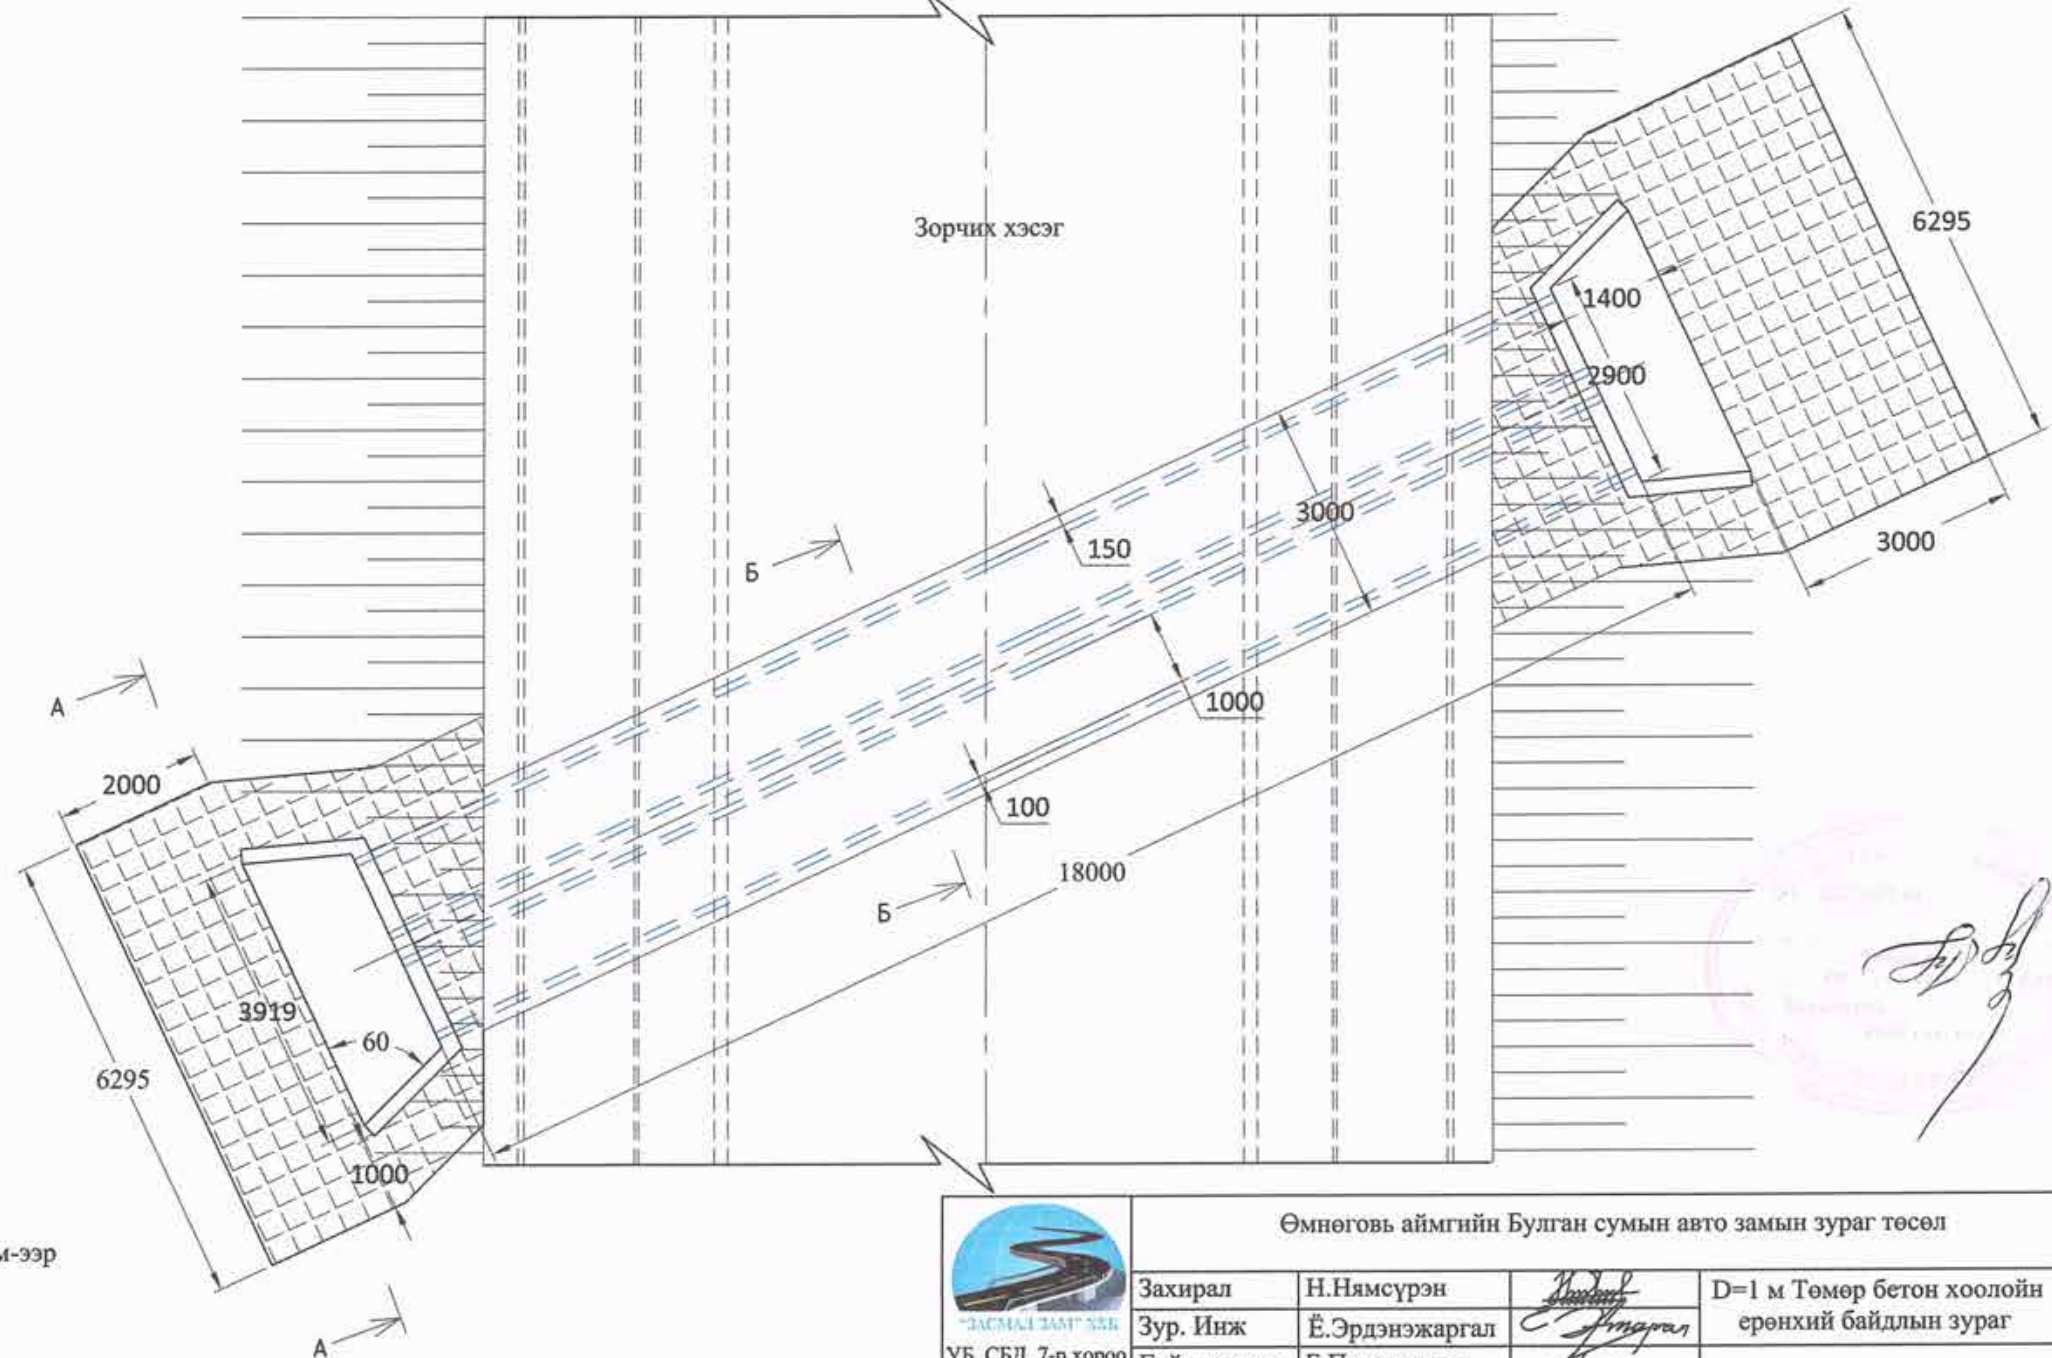 Зорчих хэсэг
6295
1400
2900
3000
150
3000
Б
1000
А
2000
100
18000
Б
3919
60
6295
1000
м-ээр
А
Өмнөговь аймгийн Булган сумын авто замын зураг төсөл
Захирал Н.Нямсүрэн D=1 м Төмөр бетон хоолойн
ерөнхий байдлын зураг
"ЗАСМАЛ ЗАМ" ХХК Зур. Инж Ё.Эрдэнэжаргал
УБ, СБД, 7-р хороо